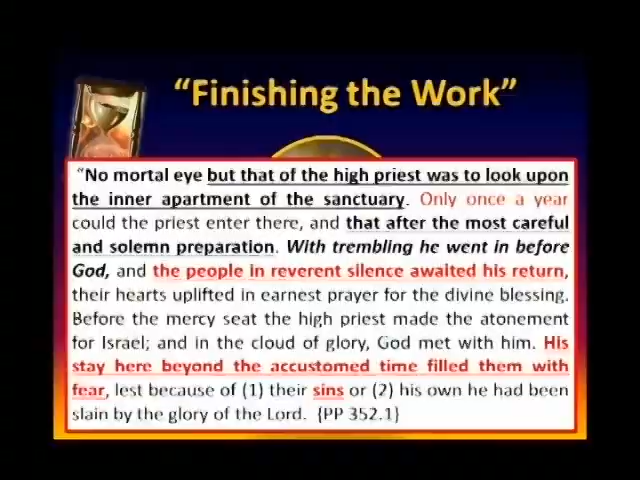 “Finishing the Work”
“No mortal eye but that of the high priest was to look upon
the inner apartment of the sanctuary. Only once a year
could the priest enter there, and that after the most careful
and solemn preparation. With trembling he went in before
God, and the people in reverent silence awaited his return,
their hearts uplifted in earnest prayer for the divine blessing.
Before the mercy seat the high priest made the atonement
for Israel; and in the cloud of glory, God met with him. His
stay here beyond the accustomed time filled them with
fear, lest because of (1) their sins or (2) his own he had been
slain by the glory of the Lord. {PP 352.1}